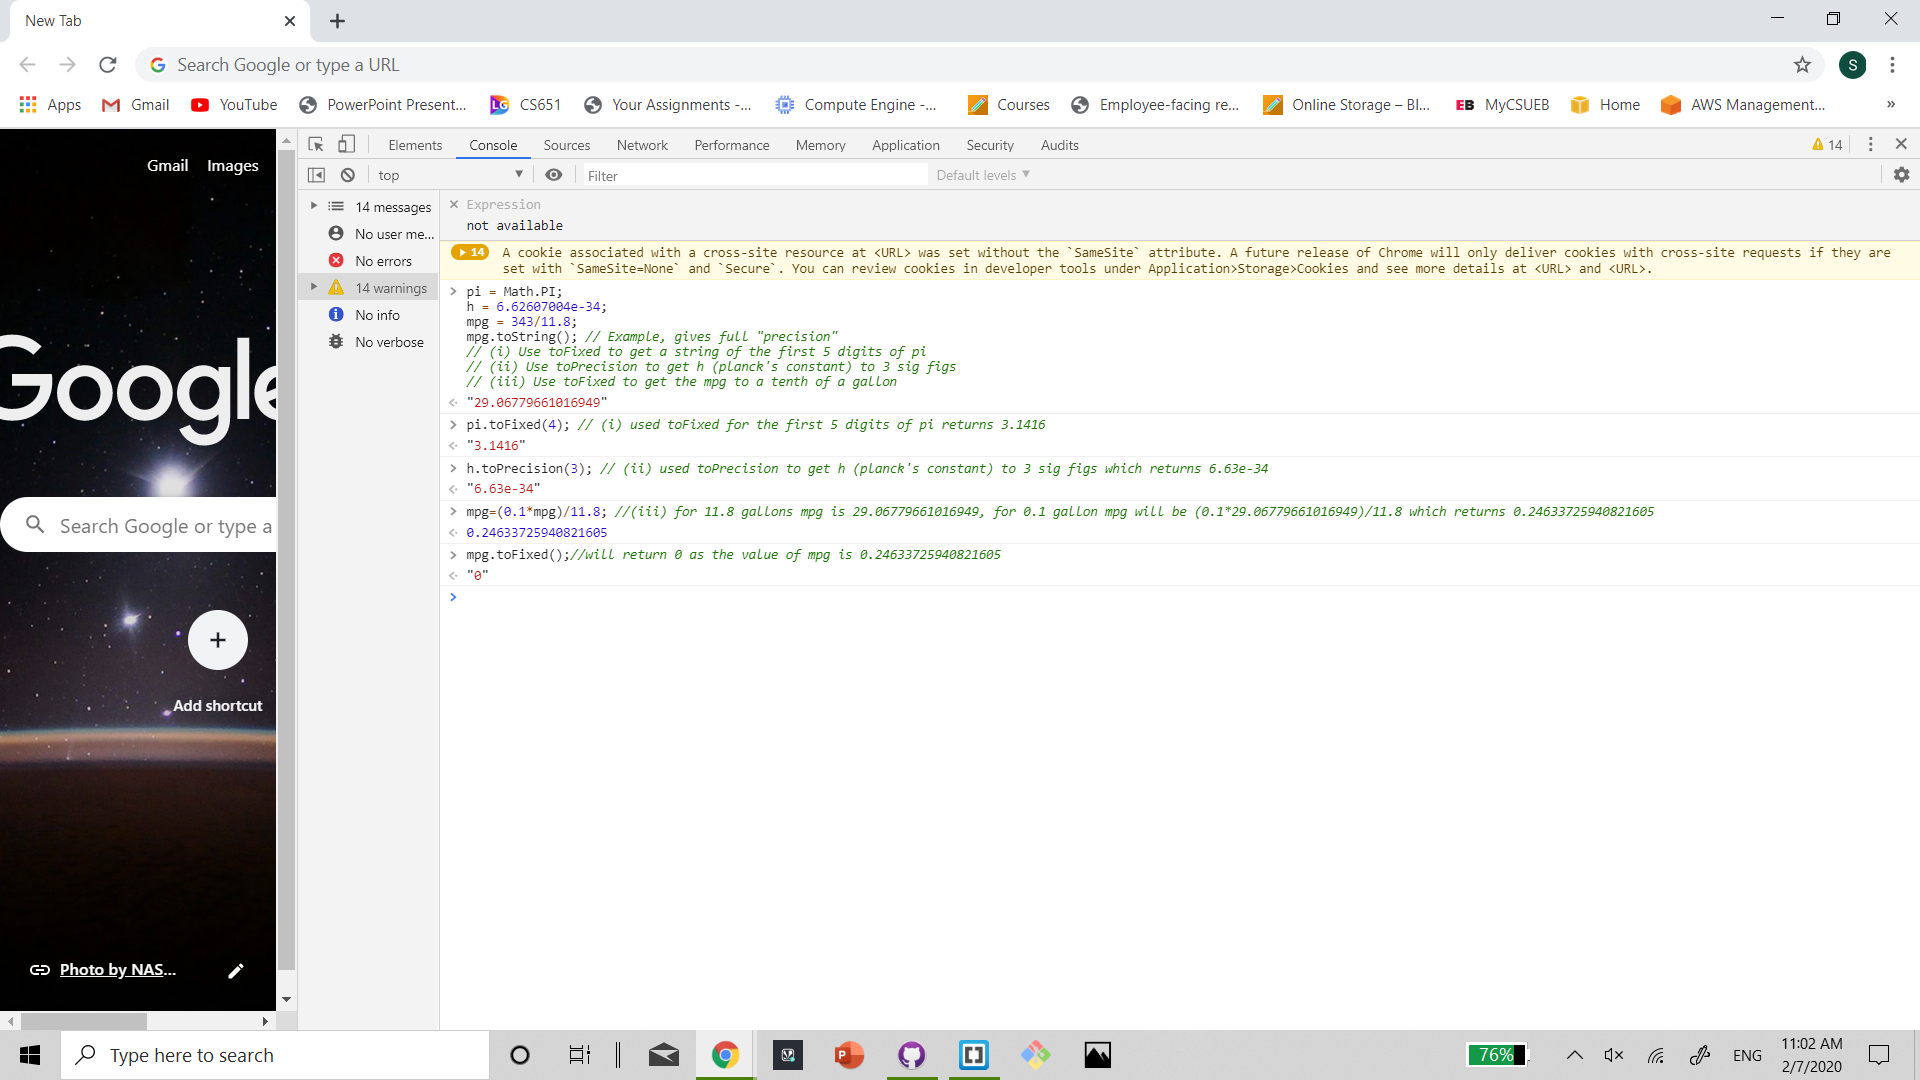 New Tab
Search Google or type a URL
S
Apps Gmail YouTube PowerPoint Present... CS651 Your Assignments -... Compute Engine -... Courses Employee-facing re... Online Storage – Bl... EB MyCSUEB Home AWS Management... »
Gmail Images
Elements Console Sources Network Performance Memory Application Security Audits 14
top Filter Default levels
14 messages
No user me...
No errors
14 warnings
No info
No verbose
Expression
not available
14 A cookie associated with a cross-site resource at <URL> was set without the `SameSite` attribute. A future release of Chrome will only deliver cookies with cross-site requests if they are
set with `SameSite=None` and `Secure`. You can review cookies in developer tools under Application>Storage>Cookies and see more details at <URL> and <URL>.
> pi = Math.PI;
h = 6.62607004e-34;
mpg = 343/11.8;
mpg.toString(); // Example, gives full "precision"
// (i) Use toFixed to get a string of the first 5 digits of pi
// (ii) Use toPrecision to get h (planck's constant) to 3 sig figs
// (iii) Use toFixed to get the mpg to a tenth of a gallon
"29.06779661016949"
> pi.toFixed(4); // (i) used toFixed for the first 5 digits of pi returns 3.1416
"3.1416"
> h.toPrecision(3); // (ii) used toPrecision to get h (planck's constant) to 3 sig figs which returns 6.63e-34
"6.63e-34"
> mpg=(0.1*mpg)/11.8; //(iii) for 11.8 gallons mpg is 29.06779661016949, for 0.1 gallon mpg will be (0.1*29.06779661016949)/11.8 which returns 0.24633725940821605
0.24633725940821605
> mpg.toFixed();//will return 0 as the value of mpg is 0.24633725940821605
"0"
>
Google
Search Google or type a
Add shortcut
Photo by NAS...
Type here to search
76%
ENG
11:02 AM
2/7/2020